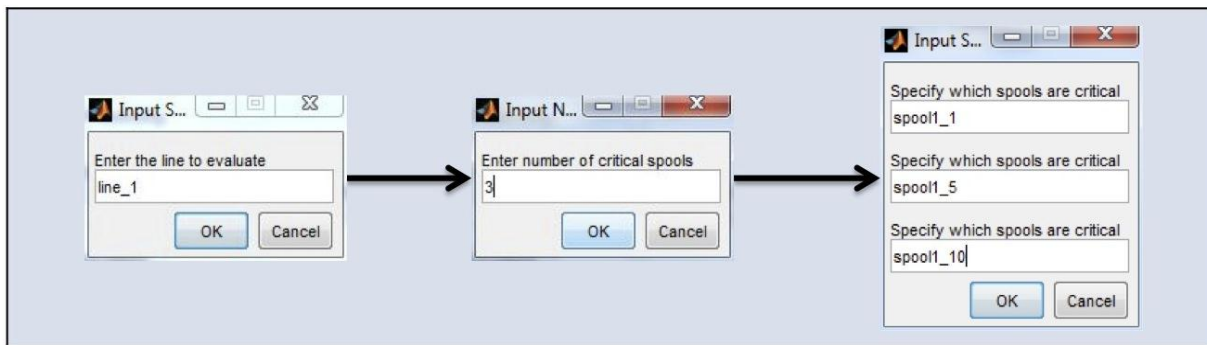 Input S...
Enter the line to evaluate
line_1
OK
Cancel
Input N...
Enter number of critical spools
3
OK
Cancel
Input S...
Specify which spools are critical
spool1_1
Specify which spools are critical
spool1_5
Specify which spools are critical
spool1_10
OK
Cancel